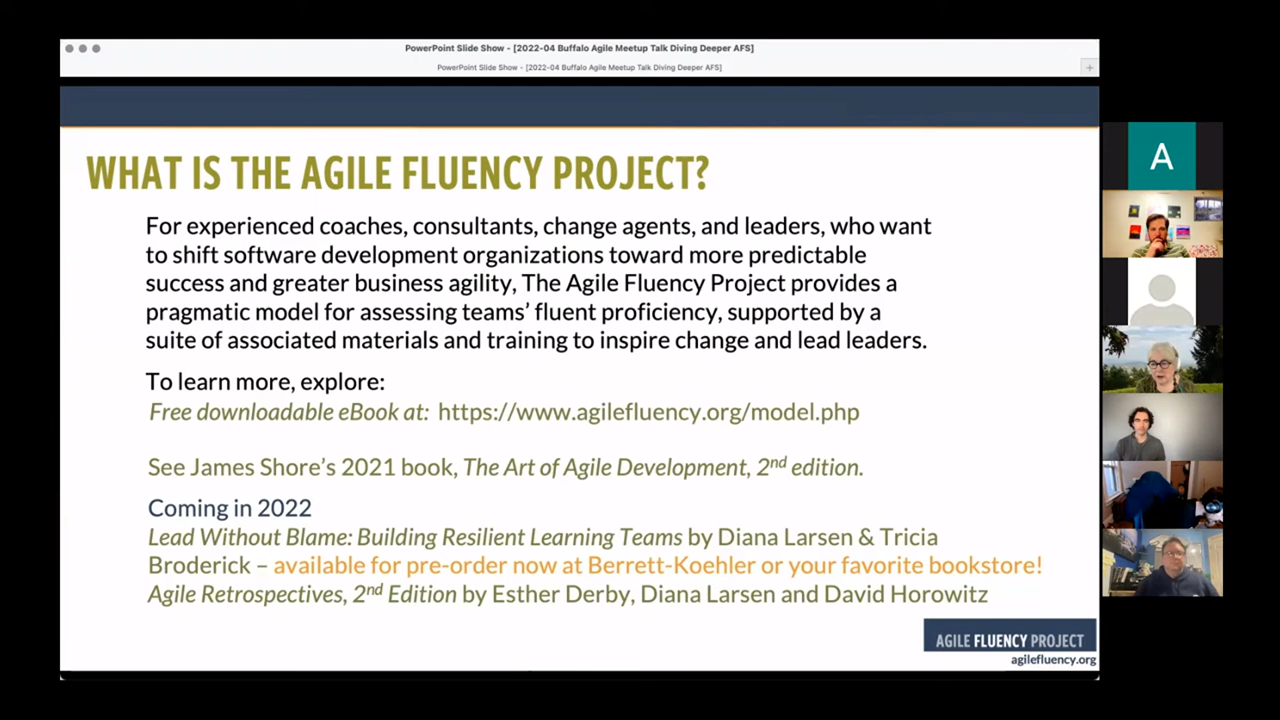 PowerPoint Slide Show - [2022-04 Buffalo Agile Meetup Talk Diving Deeper AFS]
PowerPoint Slide Show - [2022-04 Buffalo Agile Meetup Talk Diving Deeper AFS]
+
WHAT IS THE AGILE FLUENCY PROJECT?
For experienced coaches, consultants, change agents, and leaders, who want
to shift software development organizations toward more predictable
success and greater business agility, The Agile Fluency Project provides a
pragmatic model for assessing teams’ fluent proficiency, supported by a
suite of associated materials and training to inspire change and lead leaders.
To learn more, explore:
Free downloadable eBook at: https://www.agilefluency.org/model.php
See James Shore’s 2021 book, The Art of Agile Development, 2nd edition.
Coming in 2022
Lead Without Blame: Building Resilient Learning Teams by Diana Larsen & Tricia
Broderick – available for pre-order now at Berrett-Koehler or your favorite bookstore!
Agile Retrospectives, 2nd Edition by Esther Derby, Diana Larsen and David Horowitz
AGILE FLUENCY PROJECT
agilefluency.org
A